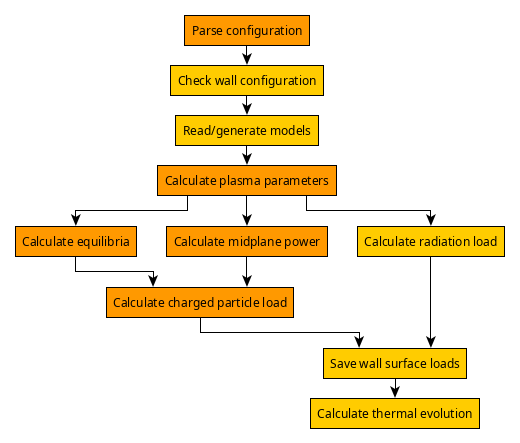 Parse configuration
Check wall configuration
Read/generate models
Calculate plasma parameters
Calculate equilibria
Calculate midplane power
Calculate radiation load
Calculate charged particle load
Save wall surface loads
Calculate thermal evolution